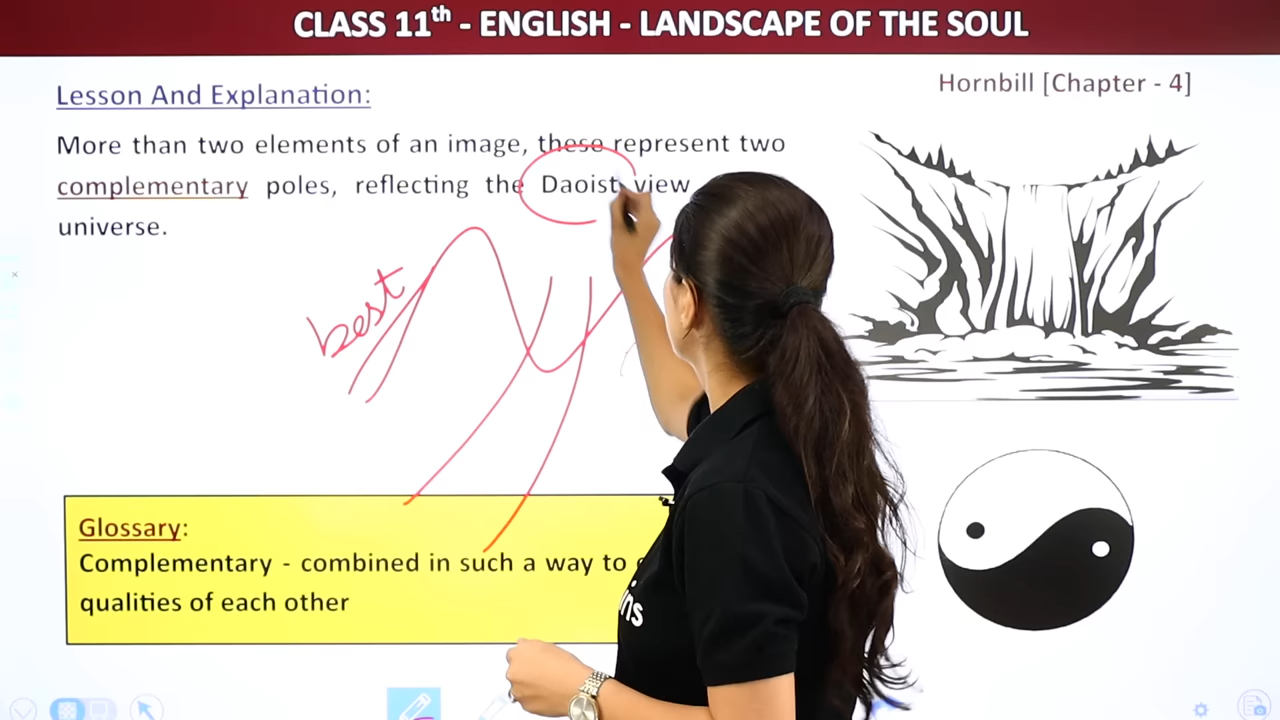 CLASS 11th - ENGLISH - LANDSCAPE OF THE SOUL
Hornbill [Chapter - 4]
Lesson And Explanation:
More than two elements of an image, these represent two
complementary poles, reflecting the Daoist view
universe.
best
Glossary:
Complementary - combined in such a way to
qualities of each other
ns